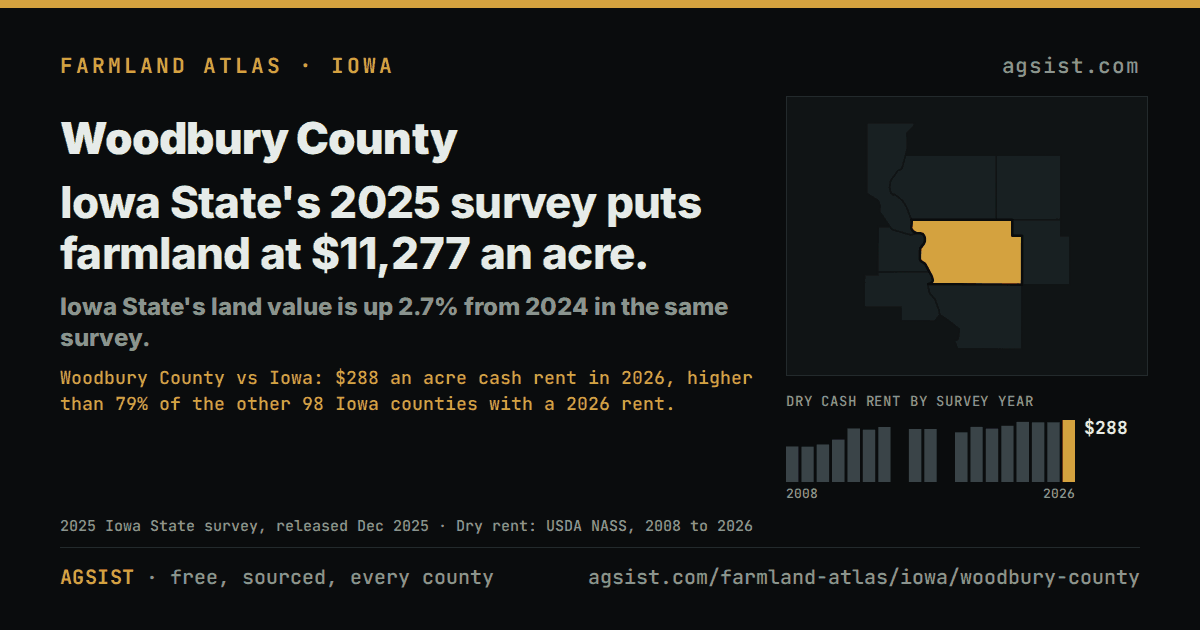 FARMLAND ATLAS · IOWA
agsist.com
Woodbury County
Iowa State's 2025 survey puts
farmland at $11,277 an acre.
Iowa State's land value is up 2.7% from 2024 in the same
survey.
Woodbury County vs Iowa: $288 an acre cash rent in 2026, higher
than 79% of the other 98 Iowa counties with a 2026 rent.
DRY CASH RENT BY SURVEY YEAR
$288
2008
2026
2025 Iowa State survey, released Dec 2025 · Dry rent: USDA NASS, 2008 to 2026
AGSIST · free, sourced, every county
agsist.com/farmland-atlas/iowa/woodbury-county